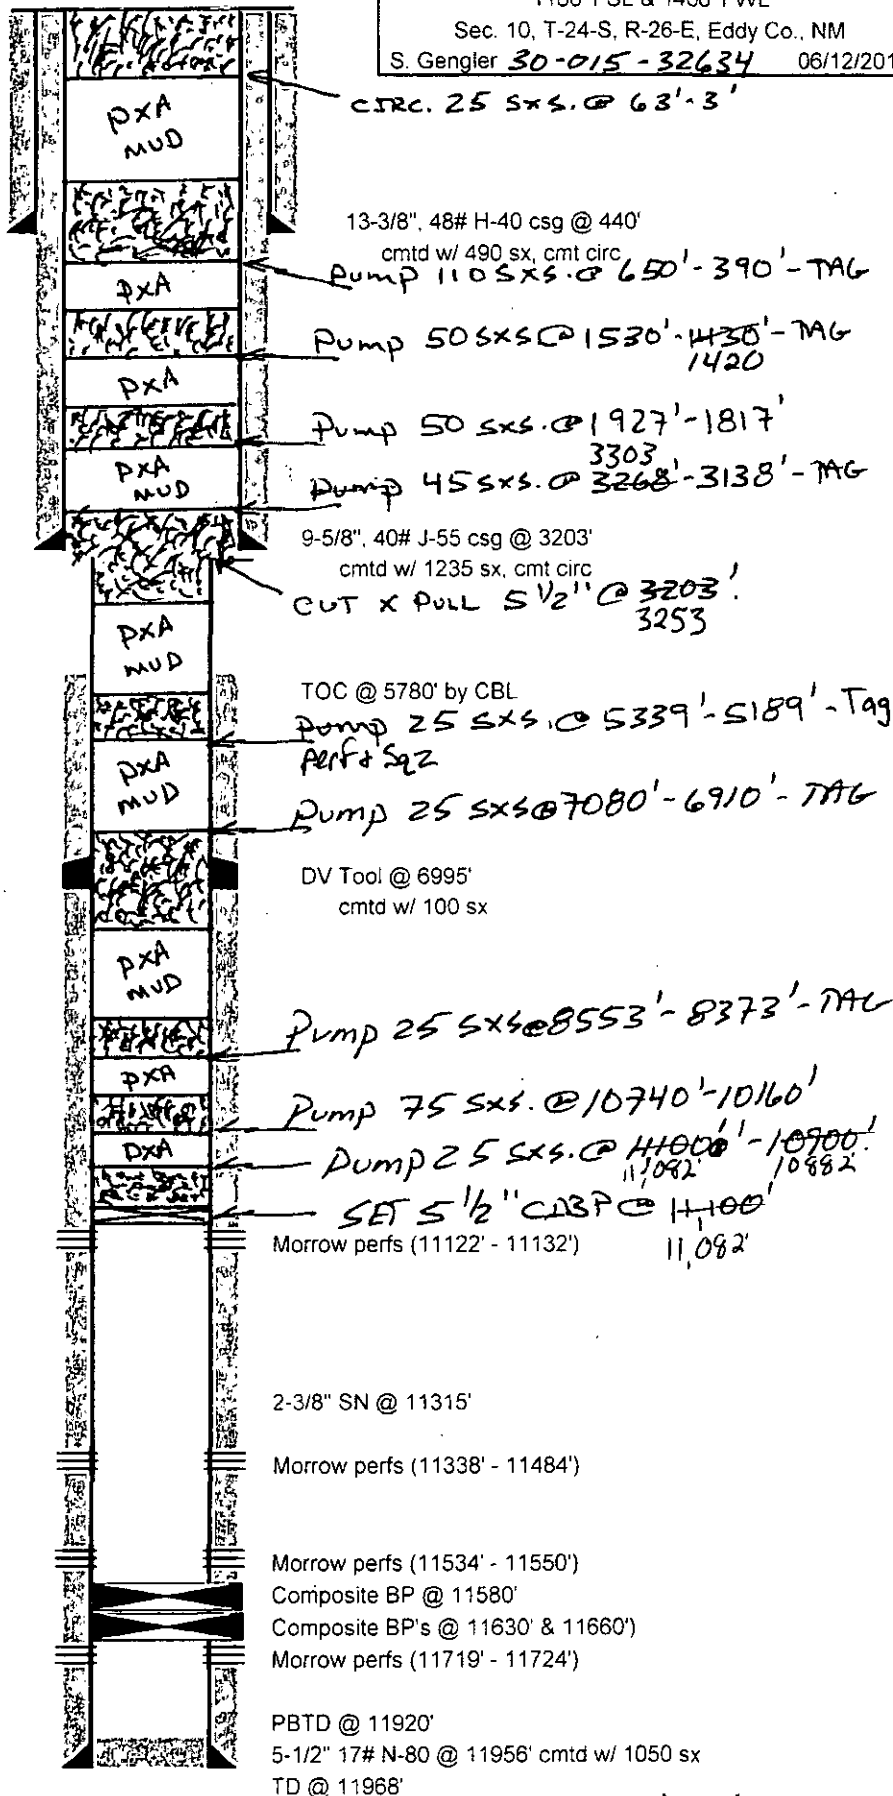 Sec. 10, T-24-S, R-26-E, Eddy Co., NM
S. Gengler 30-015-32634 06/12/201
CIRC. 25 SXS. @ 63'-3'
PXA
MUD
13-3/8", 48# H-40 csg @ 440'
cmtd w/ 490 sx, cmt circ
Pump 110 SXS. @ 650'-390'-TAG
PXA
Pump 50 SXS @ 1530'-1430'-TAG
1420
PXA
Pump 50 SXS. @ 1927'-1817'
3303
PXA
MUD
Pump 45 SXS. @ 3268'-3138'-TAG
9-5/8", 40# J-55 csg @ 3203'
cmtd w/ 1235 sx, cmt circ
CUT X PULL 5 1/2" @ 3203'.
3253
PXA
MUD
TOC @ 5780' by CBL
Pump 25 SXS. @ 5339'-5189'-Tag
Perf & Sqz
PXA
MUD
Pump 25 SXS @ 7080'-6910'-TAG
DV Tool @ 6995'
cmtd w/ 100 sx
PXA
MUD
Pump 25 SXS @ 8553'-8373'-TAG
PXA
Pump 75 SXS. @ 10740'-10160'
PXA
Pump 25 SXS. @ 11100'-10900'
11,082' 10882'
SET 5 1/2" CIBP @ 11,100'
11,082'
Morrow perfs (11122' - 11132')
2-3/8" SN @ 11315'
Morrow perfs (11338' - 11484')
Morrow perfs (11534' - 11550')
Composite BP @ 11580'
Composite BP's @ 11630' & 11660')
Morrow perfs (11719' - 11724')
PBTD @ 11920'
5-1/2" 17# N-80 @ 11956' cmtd w/ 1050 sx
TD @ 11968'